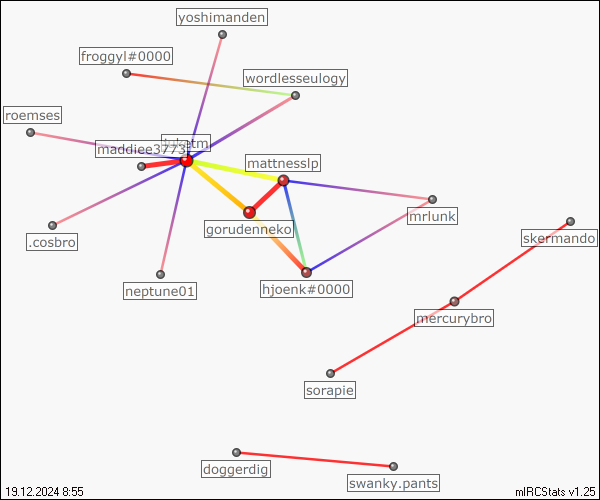 yoshimanden
froggyl#0000
wordlesseulogy
roemses
maddiee3773
mattnesslp
mrlunk
gorudenneko
.cosbro
skermando
neptune01
hjoenk#0000
mercurybro
sorapie
doggerdig
swanky.pants
19.12.2024 8:55
mIRCStats v1.25